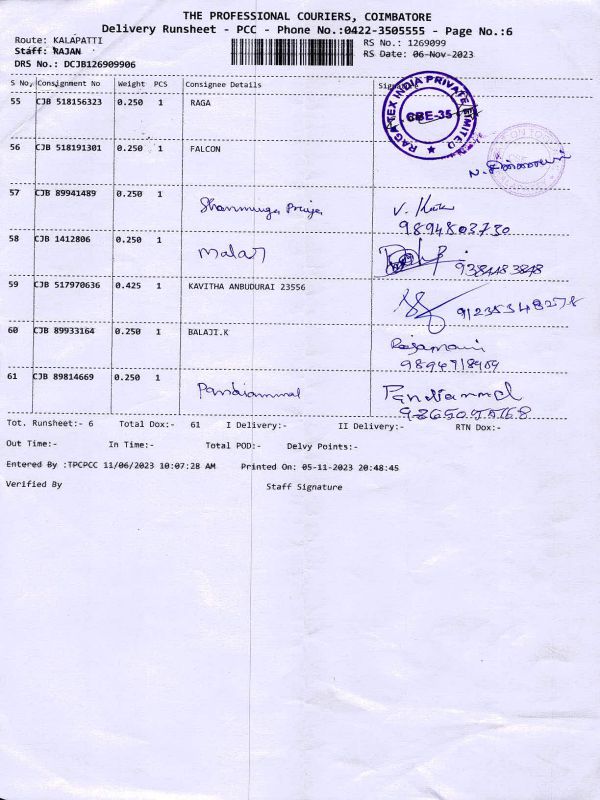 THE PROFESSIONAL COURIERS, COIMBATORE
Delivery Runsheet - PCC - Phone No.:0422-3505555 - Page No.:6
Route: KALAPATTI
RS No.: 1269099
Staff: RAJAN
RS Date: 06-Nov-2023
DRS No.: DCJB126909906
S No. Consignment No Weight PCS Consignee Details
55 CJB 518156323 0.250 1 RAGA
RAGATEX INDIA PRIVATE LIMITED
CBE-35
56 CJB 518191301 0.250 1 FALCON
57 CJB 89941489 0.250 1 Shanmuga Priya
9894803730
58 CJB 1412806 0.250 1 Malar
9384483848
59 CJB 517970636 0.425 1 KAVITHA ANBUDURAI 23556
60 CJB 89933164 0.250 1 BALAJI.K
Rajamani
61 CJB 89814669 0.250 1 Pandiammal
Pandiammal
Tot. Runsheet:- 6 Total Dox:- 61 I Delivery:- II Delivery:- RTN Dox:-
Out Time:- In Time:- Total POD:- Delvy Points:-
Entered By :TPCPCC 11/06/2023 10:07:28 AM Printed On: 05-11-2023 20:48:45
Verified By Staff Signature